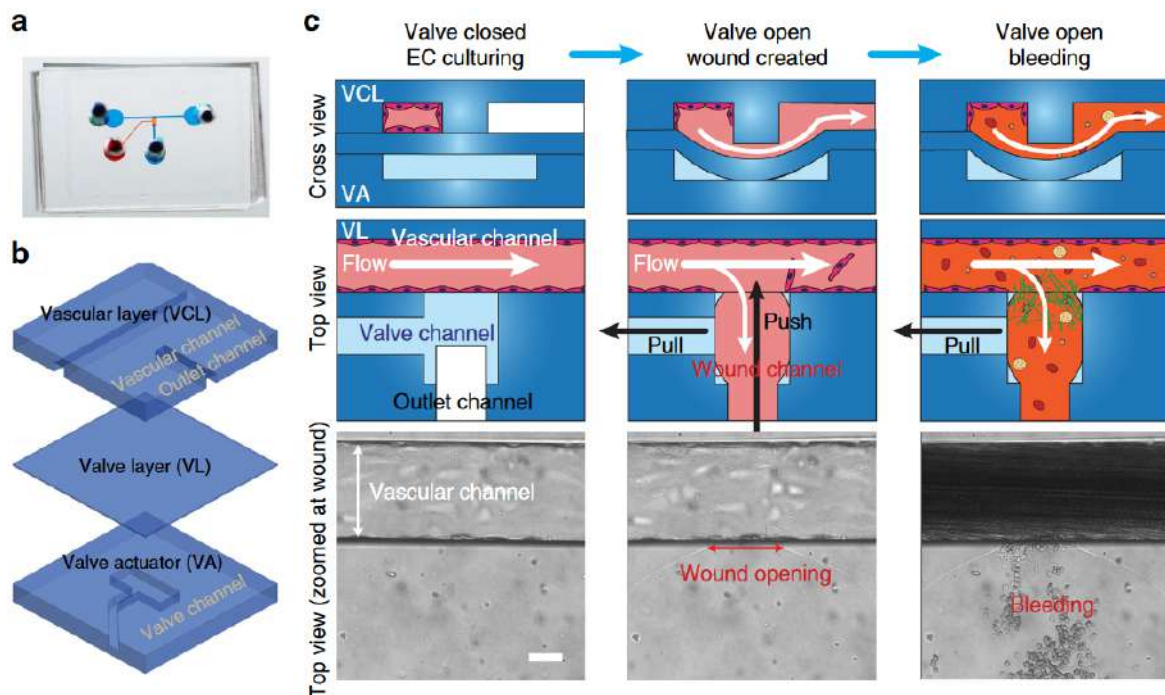 a
b
Vascular layer (VCL)
Vascular channel
Outlet channel
Valve layer (VL)
Valve actuator (VA)
Valve channel
c
Valve closed
EC culturing
Valve open
wound created
Valve open
bleeding
Cross view
VCL
VA
Top view
VL
Vascular channel
Flow
Valve channel
Outlet channel
Flow
Pull
Push
Wound channel
Pull
Top view (zoomed at wound)
Vascular channel
Wound opening
Bleeding